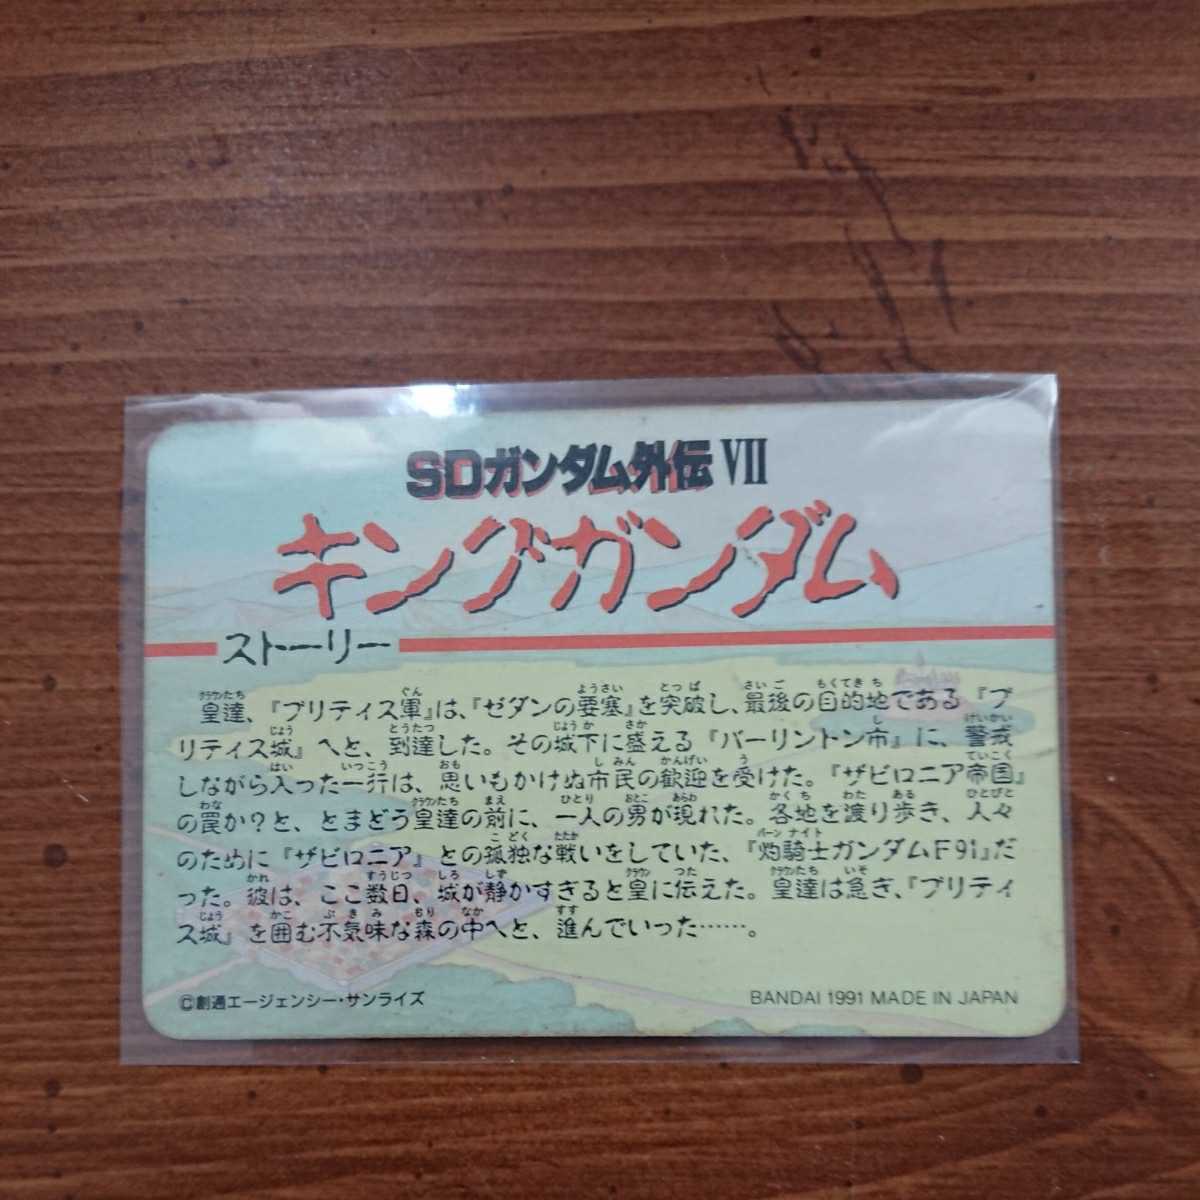 SDガンダム外伝 VII
キングガンダム
ストーリー
皇達、『ブリティス軍』は、『ゼダンの要塞』を突破し、最後の目的地である『ブ
リティス城』へと、到達した。その城下に盛える『バーリントン市』に、警戒
しながら入った一行は、思いもかけぬ市民の歓迎を受けた。『ザビロニア帝国』
の罠か?と、とまどう皇達の前に、一人の男が現れた。各地を渡り歩き、人々
のために『ザビロニア』との孤独な戦いをしていた、『灼騎士ガンダムF91』だ
った。彼は、ここ数日、城が静かすぎると皇に伝えた。皇達は急ぎ、『ブリティ
ス城』を囲む不気味な森の中へと、進んでいった……。
©創通エージェンシー・サンライズ
BANDAI 1991 MADE IN JAPAN